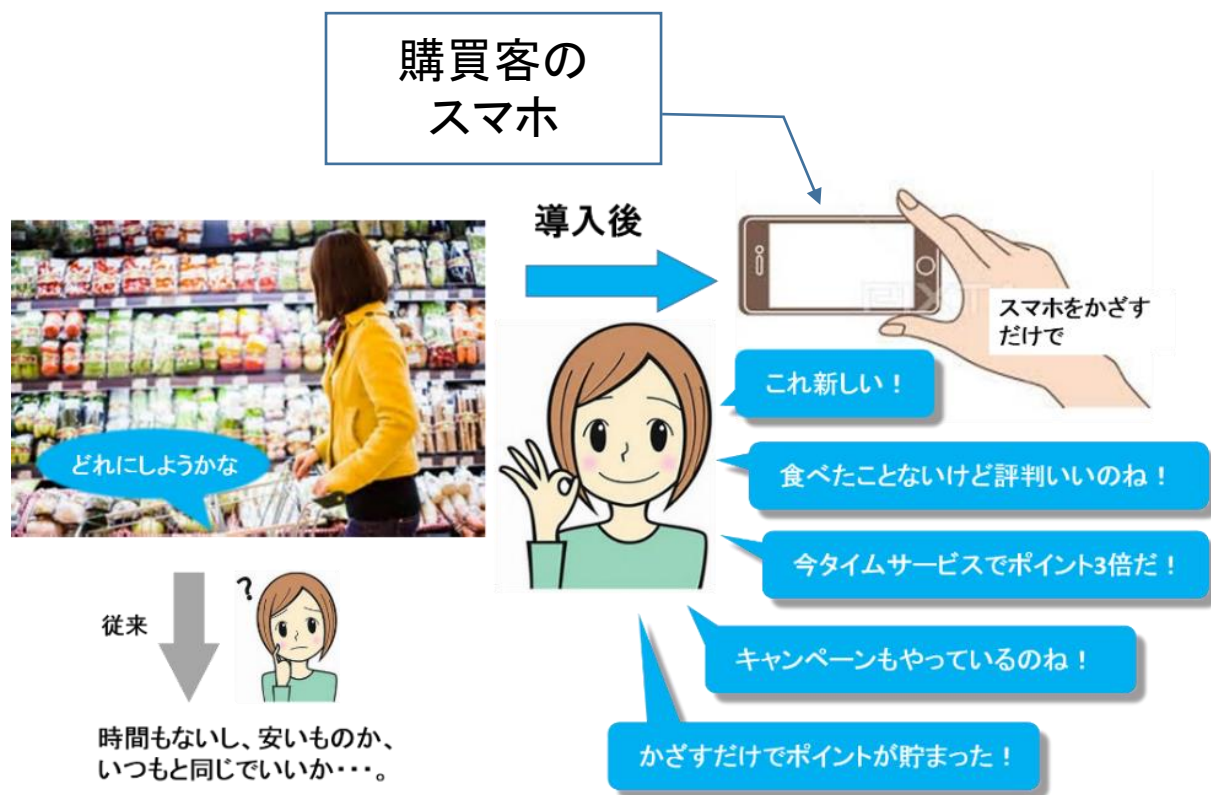 購買客の
スマホ
導入後
スマホをかざす
だけで
これ新しい！
どれにしようかな
食べたことないけど評判いいのね！
今タイムサービスでポイント3倍だ！
?
従来
キャンペーンもやっているのね！
時間もないし、安いものか、
いつもと同じでいいか・・・。
かざすだけでポイントが貯まった！